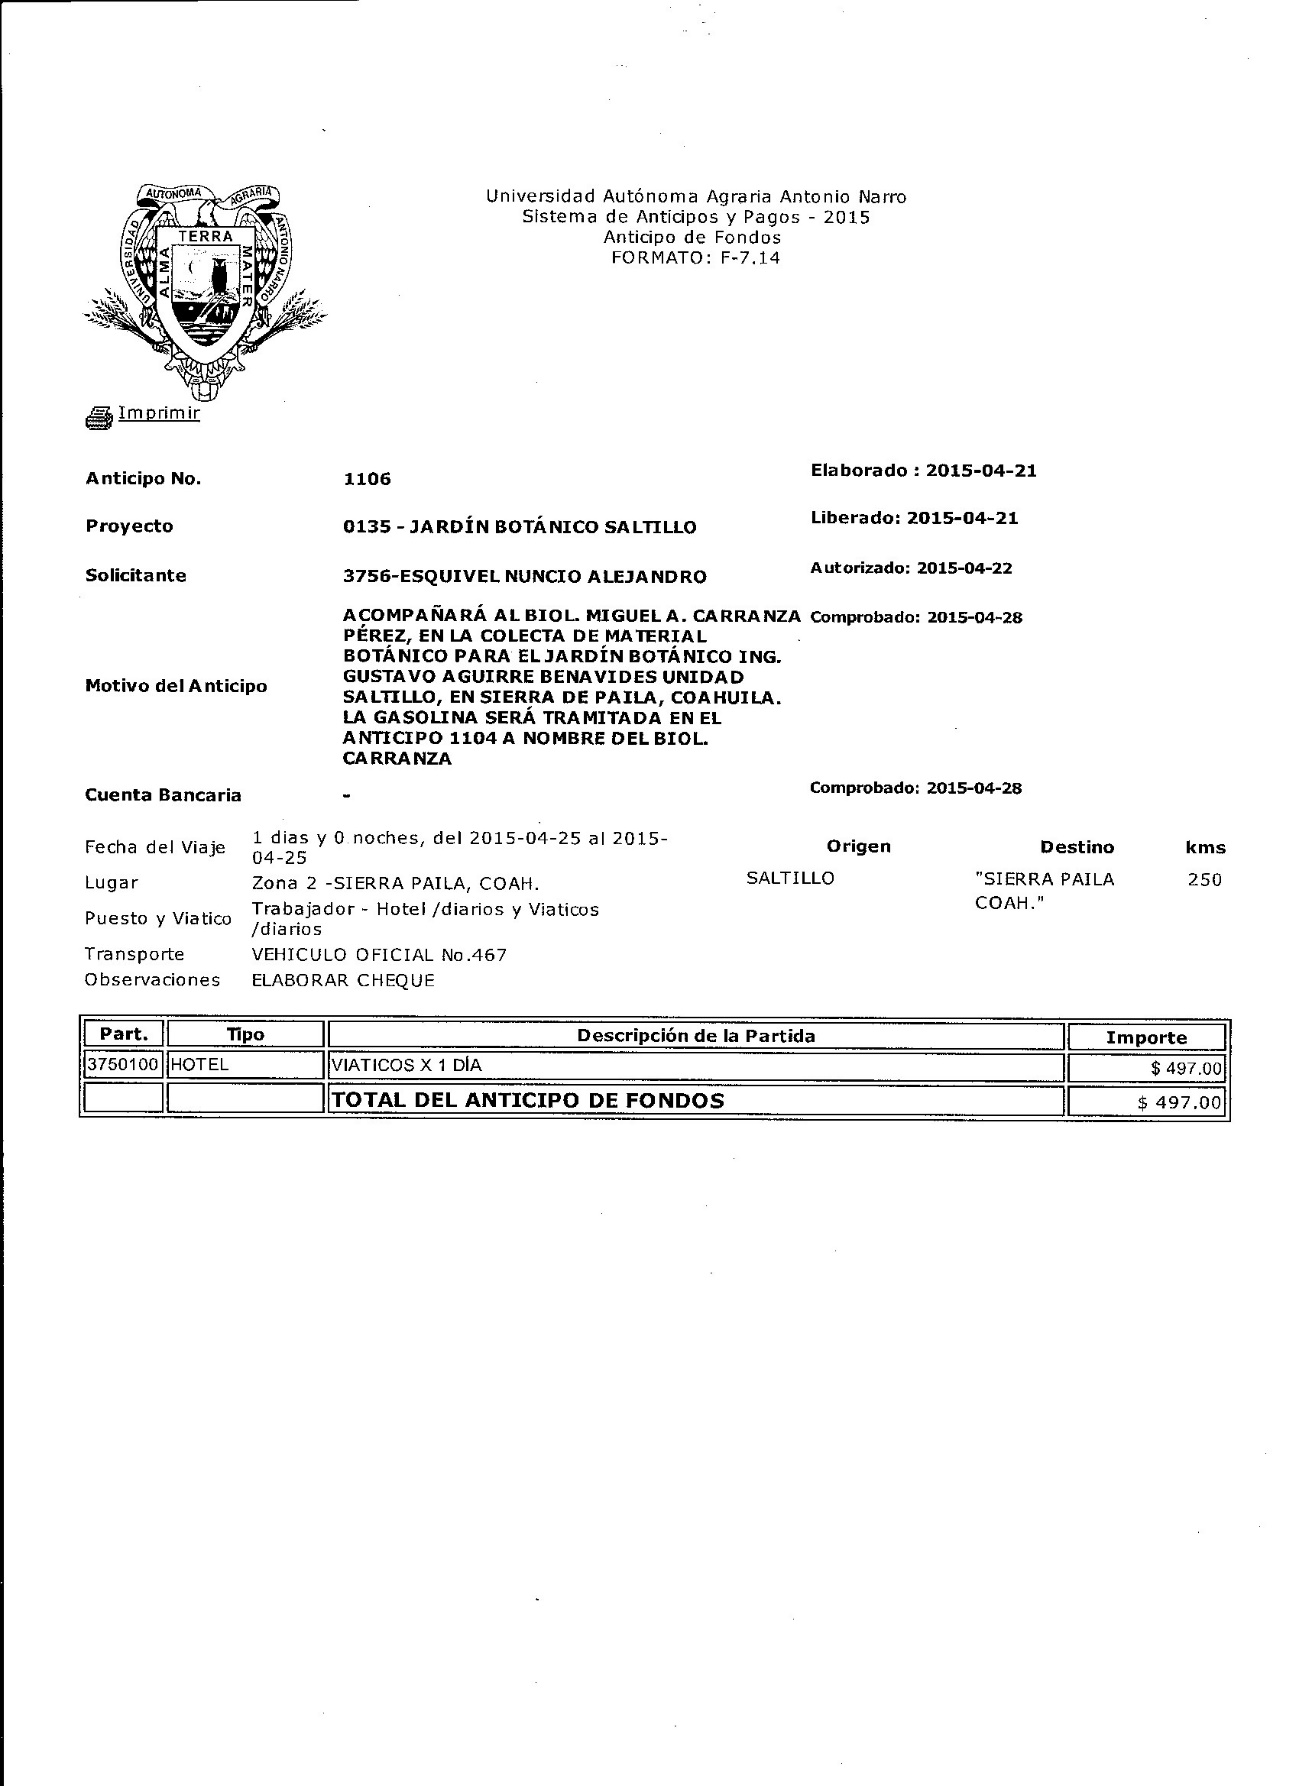 UNIVERSIDAD AUTONOMA AGRARIA ANTONIO NARRO
ALMA TERRA MATER
Universidad Autónoma Agraria Antonio Narro
Sistema de Anticipos y Pagos - 2015
Anticipo de Fondos
FORMATO: F-7.14
Imprimir
Anticipo No. 1106 Elaborado : 2015-04-21
Proyecto 0135 - JARDÍN BOTÁNICO SALTILLO Liberado: 2015-04-21
Solicitante 3756-ESQUIVEL NUNCIO ALEJANDRO Autorizado: 2015-04-22
Motivo del Anticipo
ACOMPAÑARÁ AL BIOL. MIGUEL A. CARRANZA Comprobado: 2015-04-28
PÉREZ, EN LA COLECTA DE MATERIAL
BOTÁNICO PARA EL JARDÍN BOTÁNICO ING.
GUSTAVO AGUIRRE BENAVIDES UNIDAD
SALTILLO, EN SIERRA DE PAILA, COAHUILA.
LA GASOLINA SERÁ TRAMITADA EN EL
ANTICIPO 1104 A NOMBRE DEL BIOL.
CARRANZA
Cuenta Bancaria - Comprobado: 2015-04-28
Fecha del Viaje 1 dias y 0 noches, del 2015-04-25 al 2015-
04-25
Lugar Zona 2 -SIERRA PAILA, COAH.
Puesto y Viatico Trabajador - Hotel /diarios y Viaticos
/diarios
Transporte VEHICULO OFICIAL No.467
Observaciones ELABORAR CHEQUE
Origen Destino kms
SALTILLO "SIERRA PAILA 250
COAH."
Part. Tipo Descripción de la Partida Importe
3750100 HOTEL VIATICOS X 1 DÍA $ 497.00
TOTAL DEL ANTICIPO DE FONDOS $ 497.00